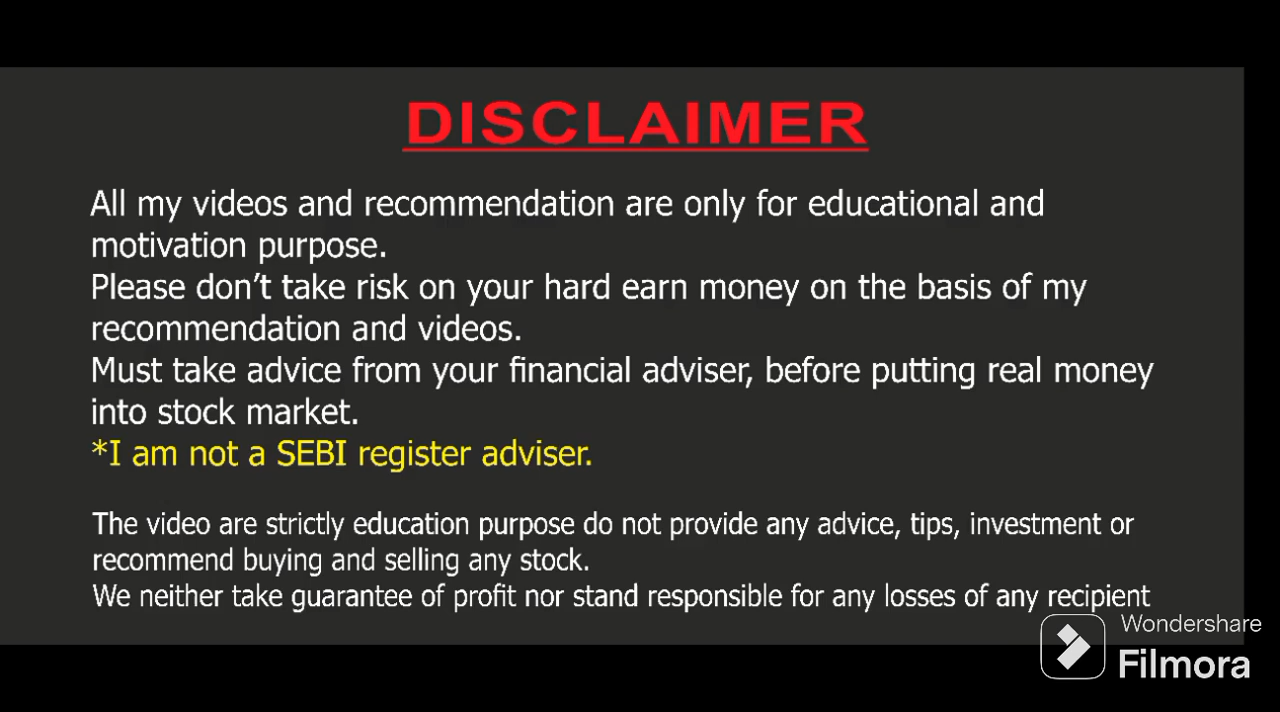 DISCLAIMER
All my videos and recommendation are only for educational and
motivation purpose.
Please don't take risk on your hard earn money on the basis of my
recommendation and videos.
Must take advice from your financial adviser, before putting real money
into stock market.
*I am not a SEBI register adviser.
The video are strictly education purpose do not provide any advice, tips, investment or
recommend buying and selling any stock.
We neither take guarantee of profit nor stand responsible for any losses of any recipient
Wondershare
Filmora